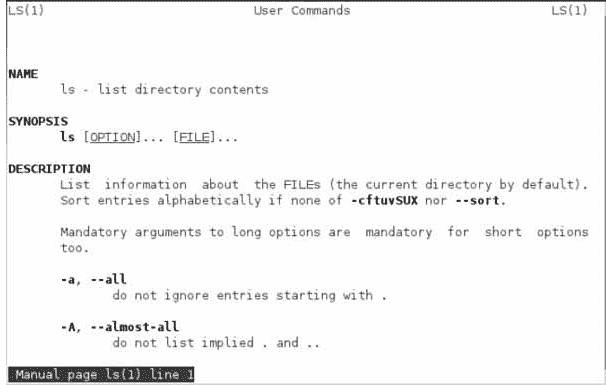 LS(1) User Commands LS(1)
NAME
ls - list directory contents
SYNOPSIS
ls [OPTION]... [FILE]...
DESCRIPTION
List information about the FILEs (the current directory by default).
Sort entries alphabetically if none of -cftuvSUX nor --sort.
Mandatory arguments to long options are mandatory for short options
too.
-a, --all
do not ignore entries starting with .
-A, --almost-all
do not list implied . and ..
Manual page ls(1) line 1